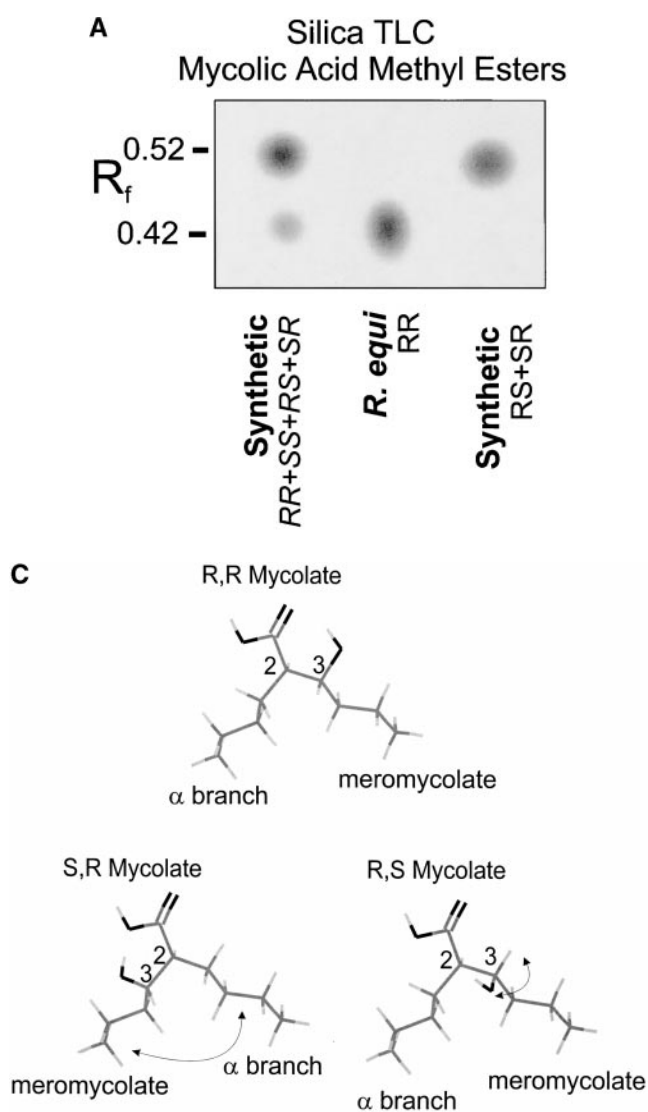 A
Silica TLC
Mycolic Acid Methyl Esters
0.52
Rf
0.42
Synthetic
RR+SS+RS+SR
R. equi
RR
Synthetic
RS+SR
C
R,R Mycolate
2
3
α branch
meromycolate
S,R Mycolate
2
3
meromycolate
α branch
R,S Mycolate
2
3
α branch
meromycolate